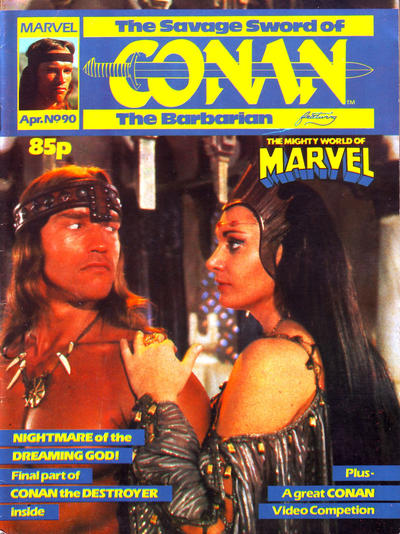 MARVEL
The Savage Sword of
CONAN
TM
Apr. Nº90
The Barbarian
featuring
85p
THE MIGHTY WORLD OF
MARVEL
NIGHTMARE of the
DREAMING GOD!
Final part of
CONAN the DESTROYER
inside
Plus-
A great CONAN
Video Competion